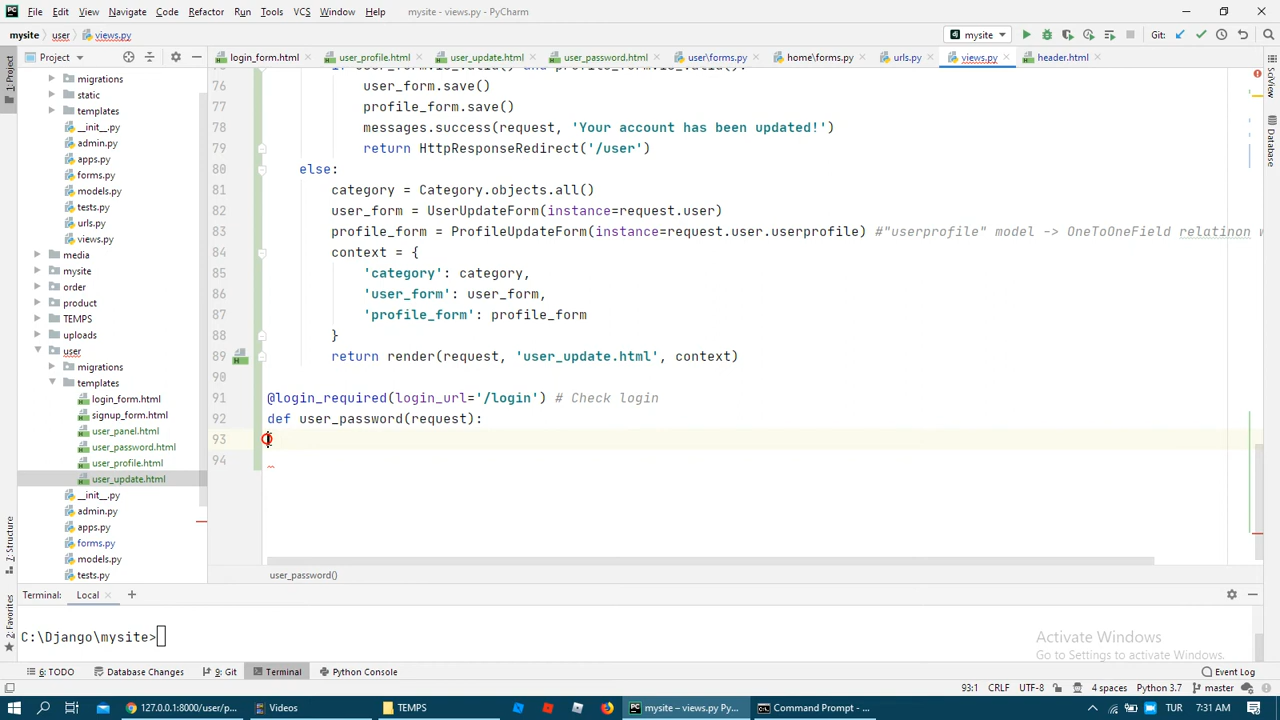 File Edit View Navigate Code Refactor Run Tools VCS Window Help mysite - views.py - PyCharm
mysite user views.py mysite Git:
Project login_form.html user_profile.html user_update.html user_password.html user\forms.py home\forms.py urls.py views.py header.html
1: Project
7: Structure
2: Favorites
SciView
Database
migrations
static
templates
__init__.py
admin.py
apps.py
forms.py
models.py
tests.py
urls.py
views.py
media
mysite
order
product
TEMPS
uploads
user
migrations
templates
login_form.html
signup_form.html
user_panel.html
user_password.html
user_profile.html
user_update.html
__init__.py
admin.py
apps.py
forms.py
models.py
tests.py
76 user_form.save()
77 profile_form.save()
78 messages.success(request, 'Your account has been updated!')
79 return HttpResponseRedirect('/user')
80 else:
81 category = Category.objects.all()
82 user_form = UserUpdateForm(instance=request.user)
83 profile_form = ProfileUpdateForm(instance=request.user.userprofile) #"userprofile" model -> OneToOneField relatinon w
84 context = {
85 'category': category,
86 'user_form': user_form,
87 'profile_form': profile_form
88 }
89 return render(request, 'user_update.html', context)
90
91 @login_required(login_url='/login') # Check login
92 def user_password(request):
93
94
user_password()
Terminal: Local
C:\Django\mysite>
Activate Windows
Go to Settings to activate Windows.
6: TODO Database Changes 9: Git Terminal Python Console Event Log
93:1 CRLF UTF-8 4 spaces Python 3.7 master
127.0.0.1:8000/user/p... Videos TEMPS mysite – views.py Py... Command Prompt - ... TUR 7:31 AM